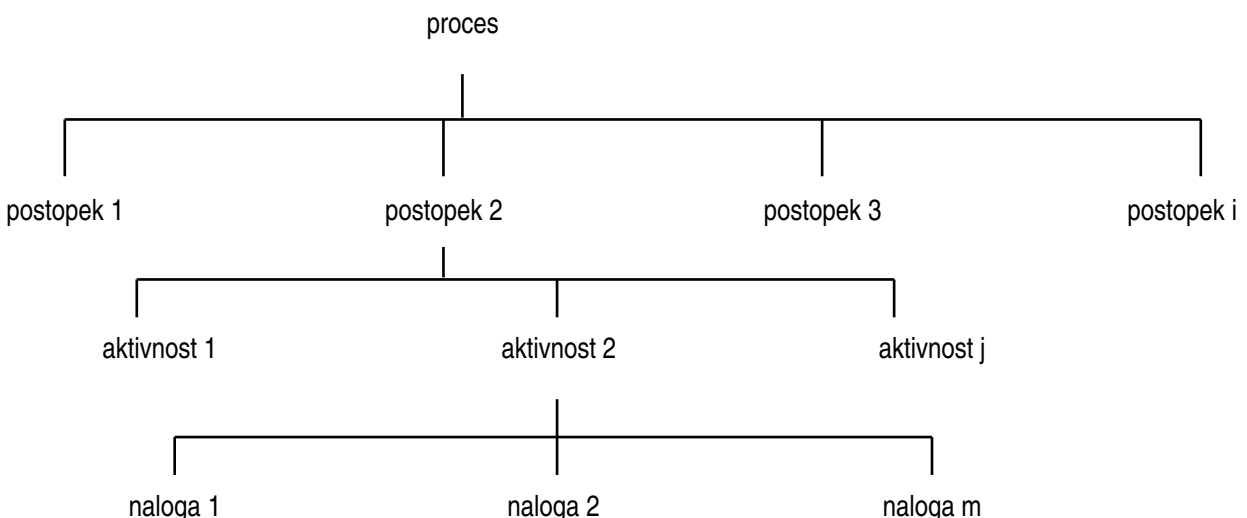 proces
postopek 1 postopek 2 postopek 3 postopek i
aktivnost 1 aktivnost 2 aktivnost j
naloga 1 naloga 2 naloga m